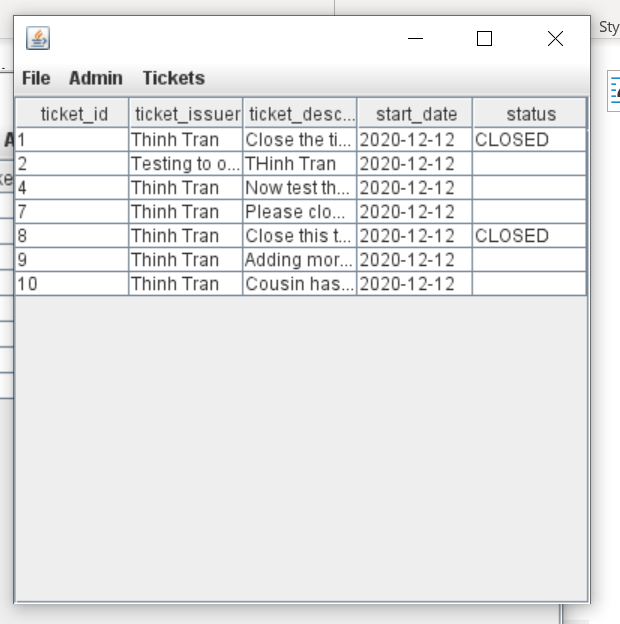 Sty
File Admin Tickets
ticket_id ticket_issuer ticket_desc... start_date status
1 Thinh Tran Close the ti... 2020-12-12 CLOSED
2 Testing to o... THinh Tran 2020-12-12
4 Thinh Tran Now test th... 2020-12-12
7 Thinh Tran Please clo... 2020-12-12
8 Thinh Tran Close this t... 2020-12-12 CLOSED
9 Thinh Tran Adding mor... 2020-12-12
10 Thinh Tran Cousin has... 2020-12-12